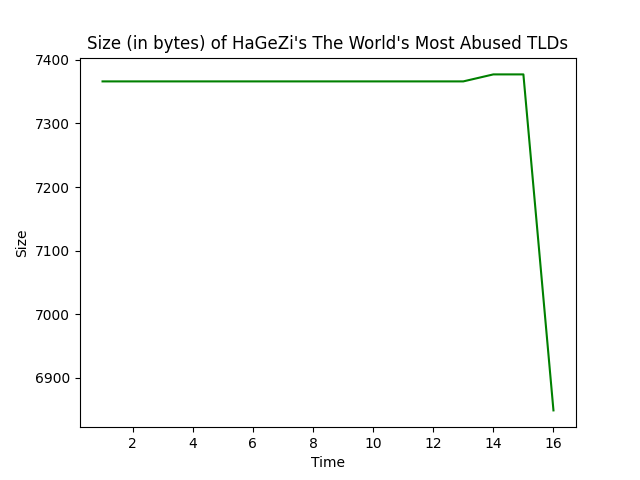 Size (in bytes) of HaGeZi's The World's Most Abused TLDs
7400
7300
7200
7100
7000
6900
Size
2 4 6 8 10 12 14 16
Time